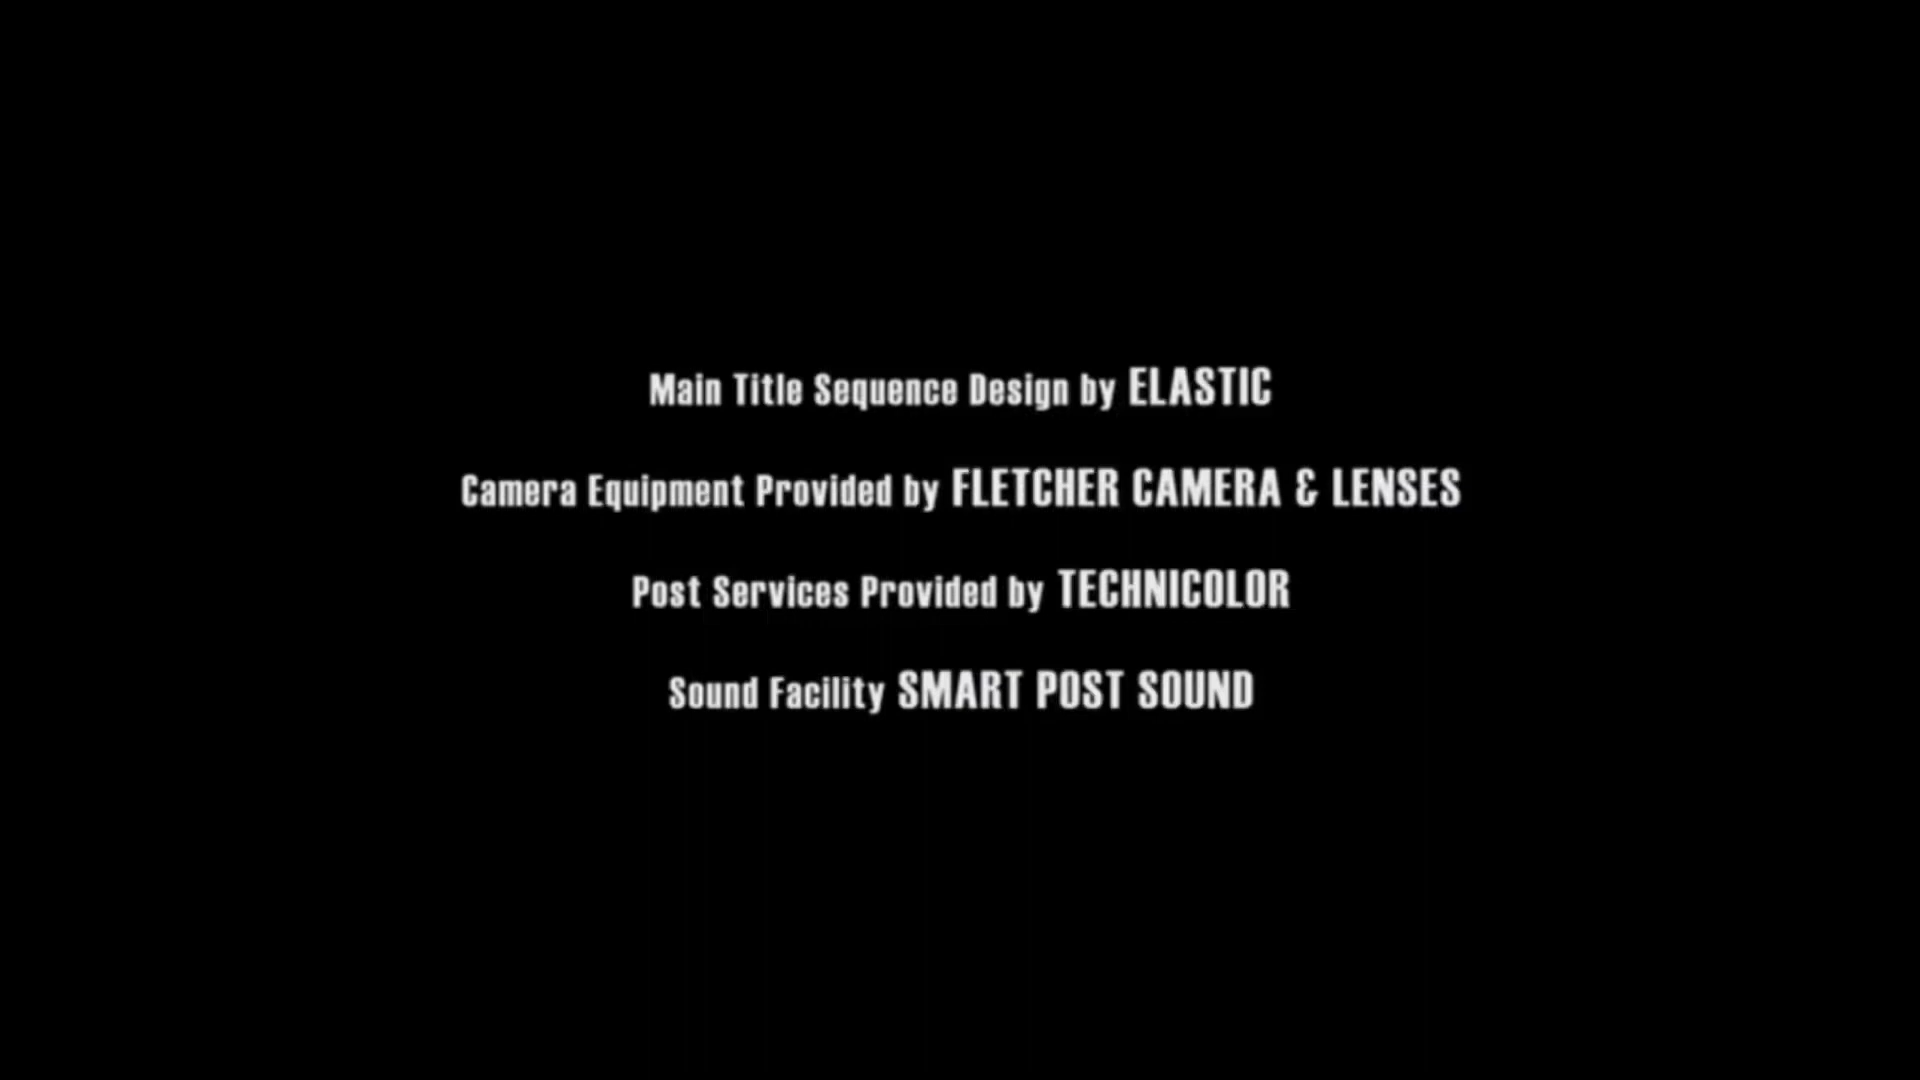 Main Title Sequence Design by ELASTIC
Camera Equipment Provided by FLETCHER CAMERA & LENSES
Post Services Provided by TECHNICOLOR
Sound Facility SMART POST SOUND